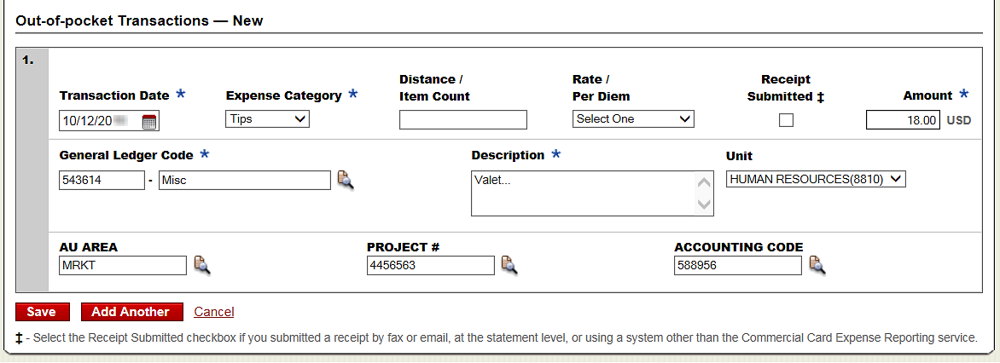 Out-of-pocket Transactions — New
1.
Transaction Date *
Expense Category *
Distance /
Item Count
Rate /
Per Diem
Receipt
Submitted ‡
Amount *
10/12/20
Tips
Select One
18.00 USD
General Ledger Code *
Description *
Unit
543614 - Misc
Valet...
HUMAN RESOURCES(8810)
AU AREA
PROJECT #
ACCOUNTING CODE
MRKT
4456563
588956
Save
Add Another
Cancel
‡ - Select the Receipt Submitted checkbox if you submitted a receipt by fax or email, at the statement level, or using a system other than the Commercial Card Expense Reporting service.